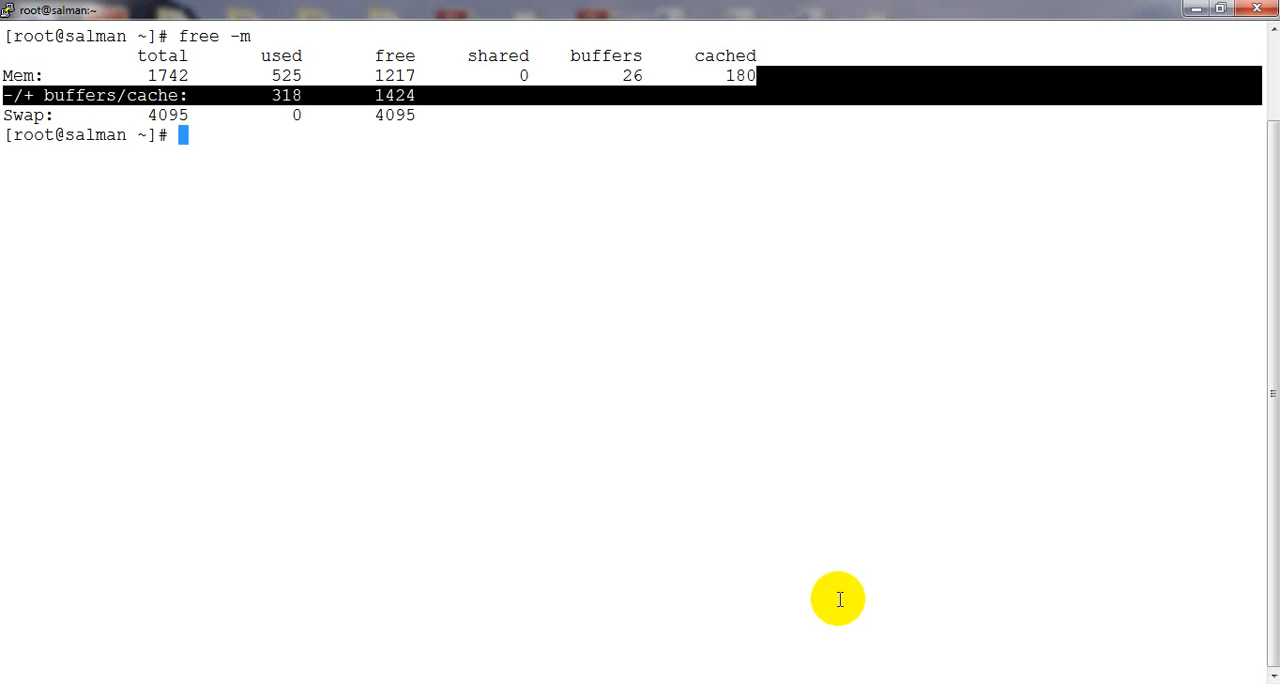 root@salman:~
[root@salman ~]# free -m
total used free shared buffers cached
Mem: 1742 525 1217 0 26 180
-/+ buffers/cache: 318 1424
Swap: 4095 0 4095
[root@salman ~]#